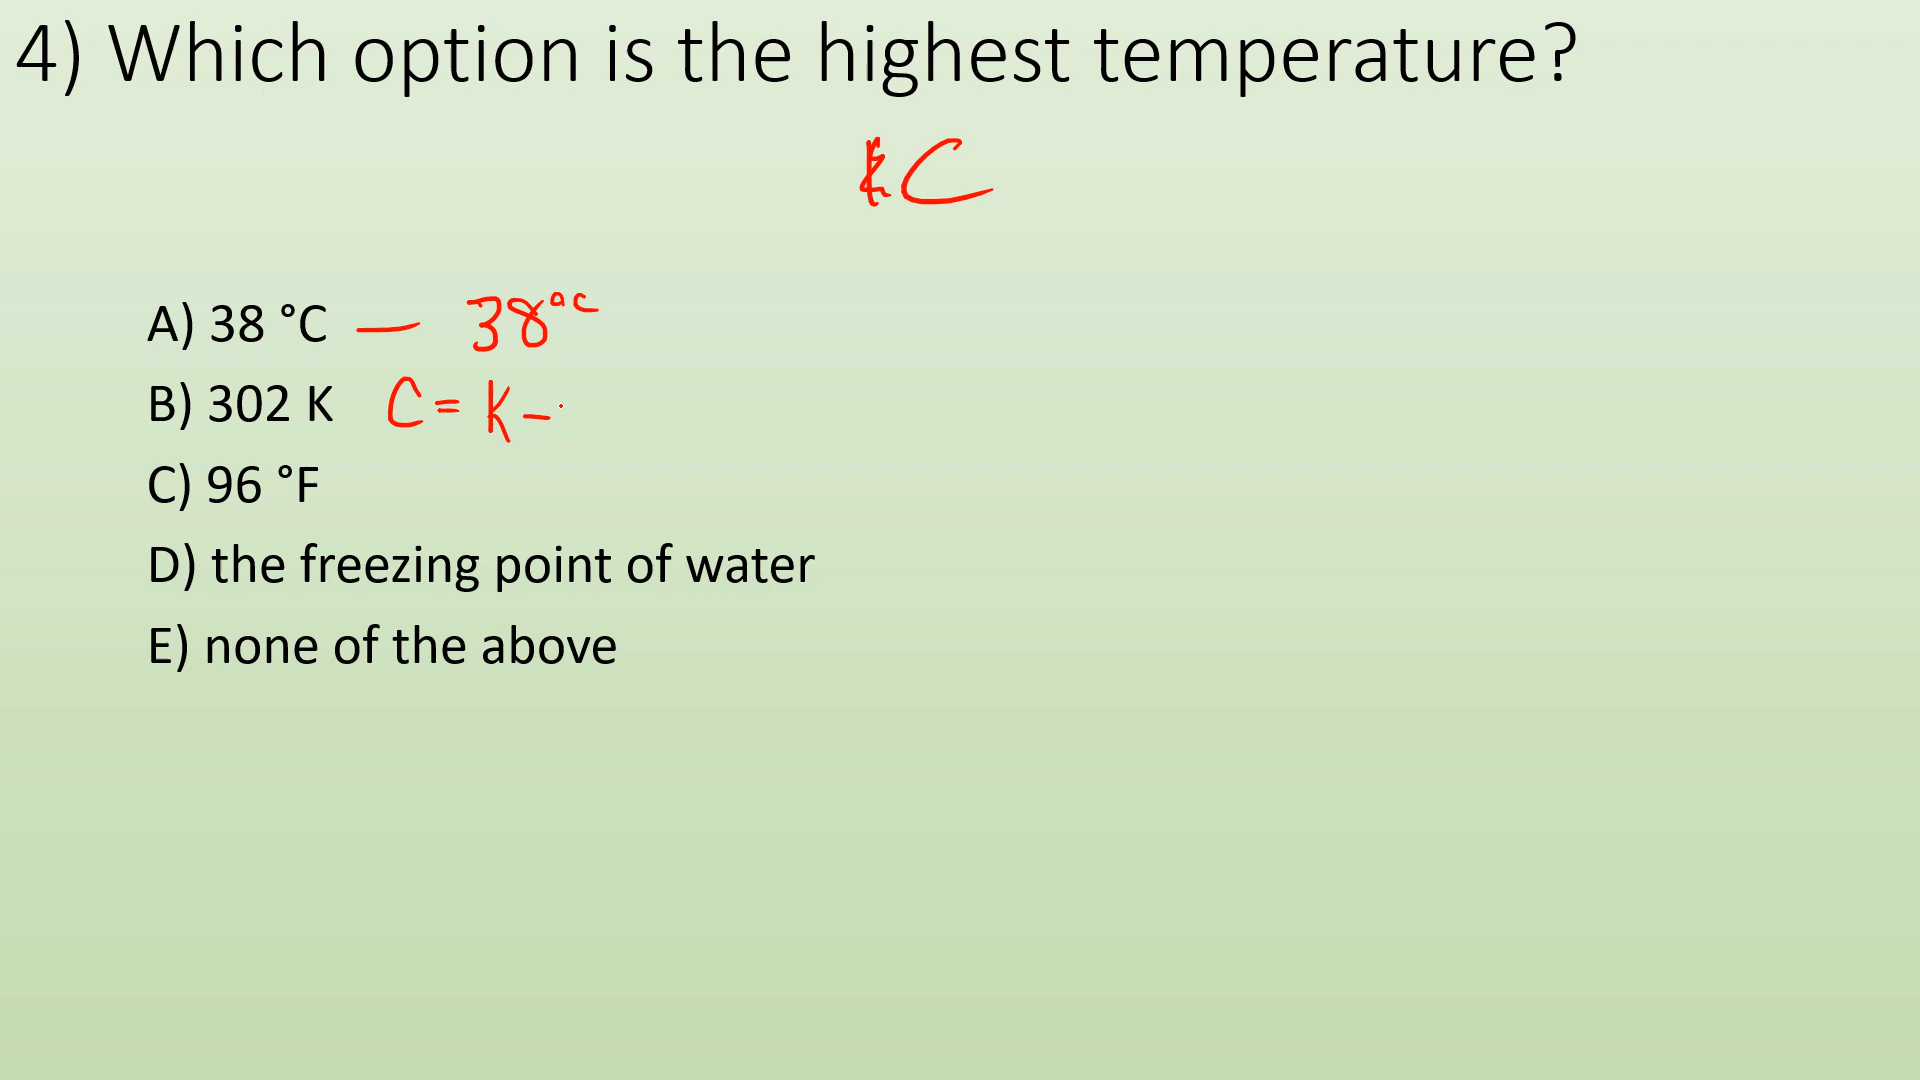 4) Which option is the highest temperature?
C
A) 38 °C — 38°C
B) 302 K C = K -
C) 96 °F
D) the freezing point of water
E) none of the above